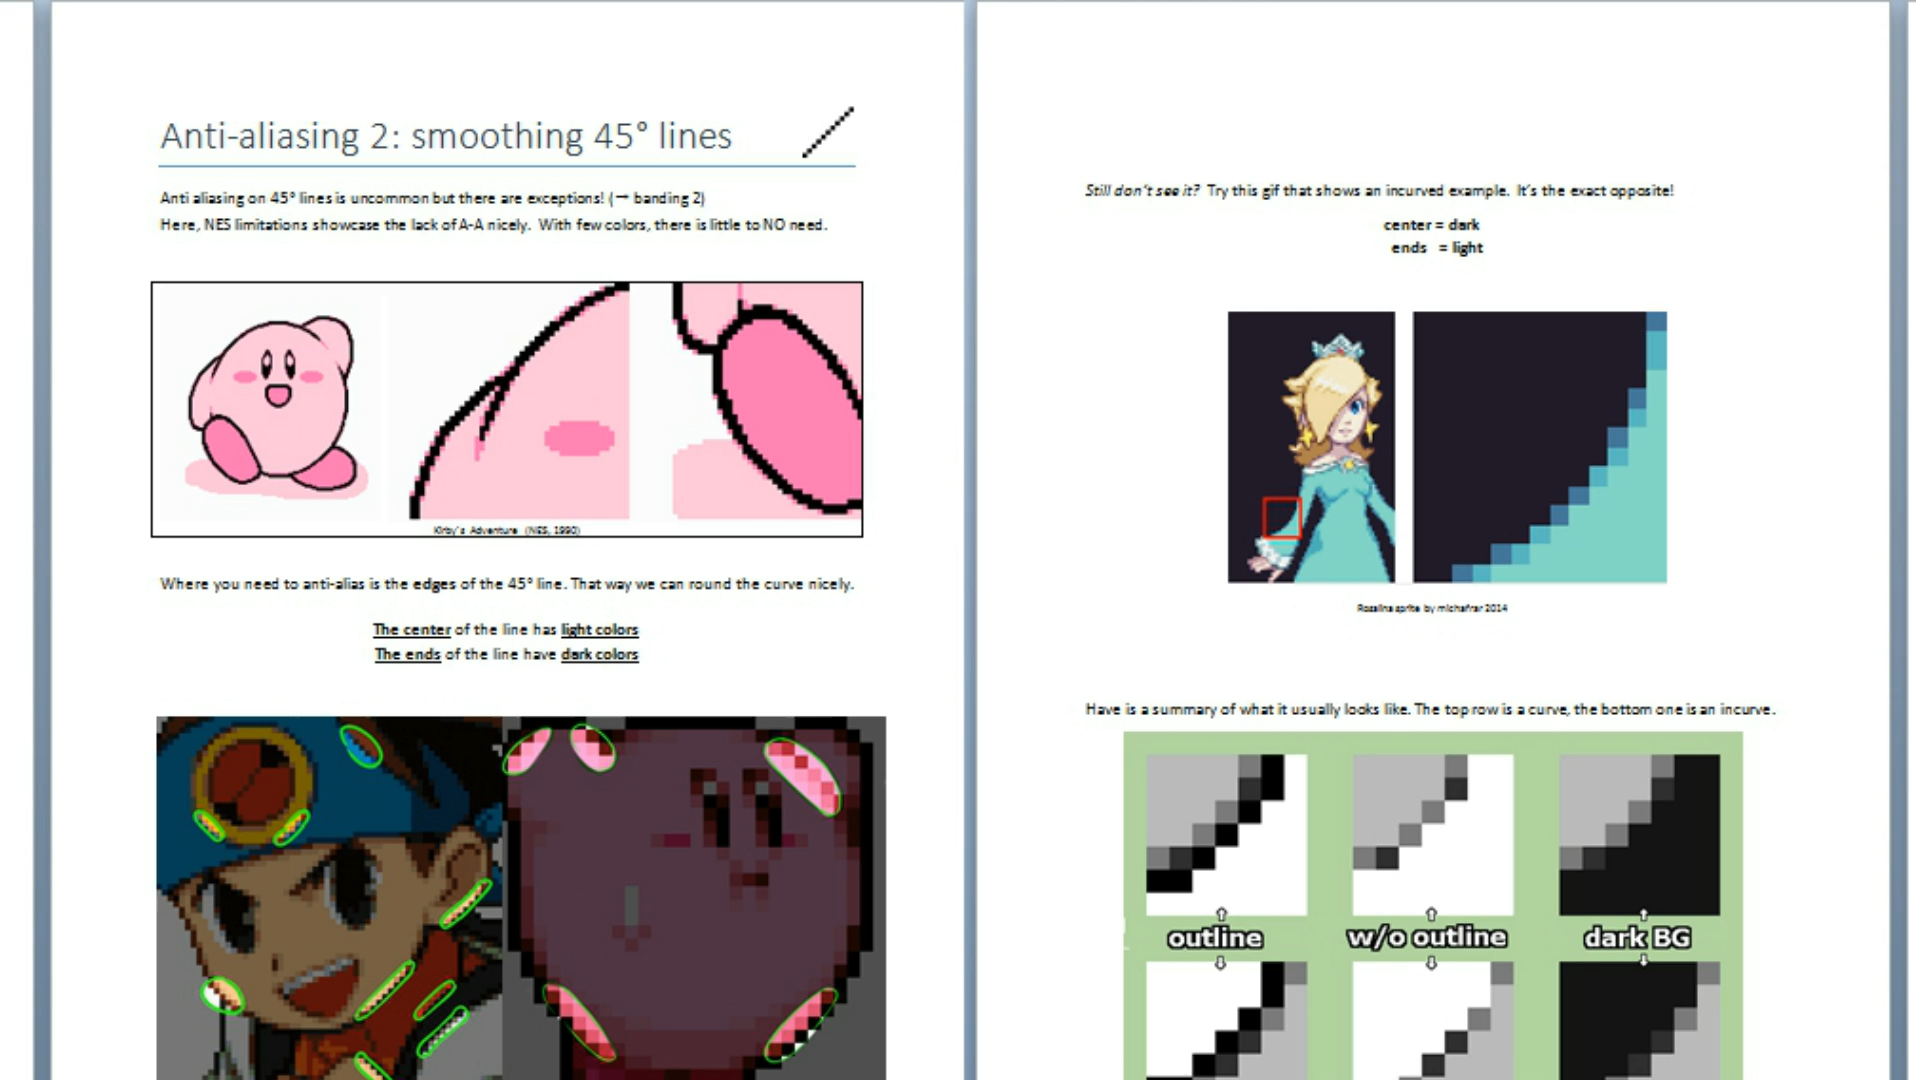 Anti-aliasing 2: smoothing 45° lines
Anti aliasing on 45° lines is uncommon but there are exceptions! (→ banding 2)
Here, NES limitations showcase the lack of A-A nicely.  With few colors, there is little to NO need.
Kirby's Adventure (NES, 1990)
Where you need to anti-alias is the edges of the 45° line. That way we can round the curve nicely.
The center of the line has light colors
The ends of the line have dark colors
Still don't see it?  Try this gif that shows an incurved example.  It's the exact opposite!
center = dark
ends = light
Rosalina sprite by michafrar 2014
Have is a summary of what it usually looks like. The top row is a curve, the bottom one is an incurve.
outline
w/o outline
dark BG